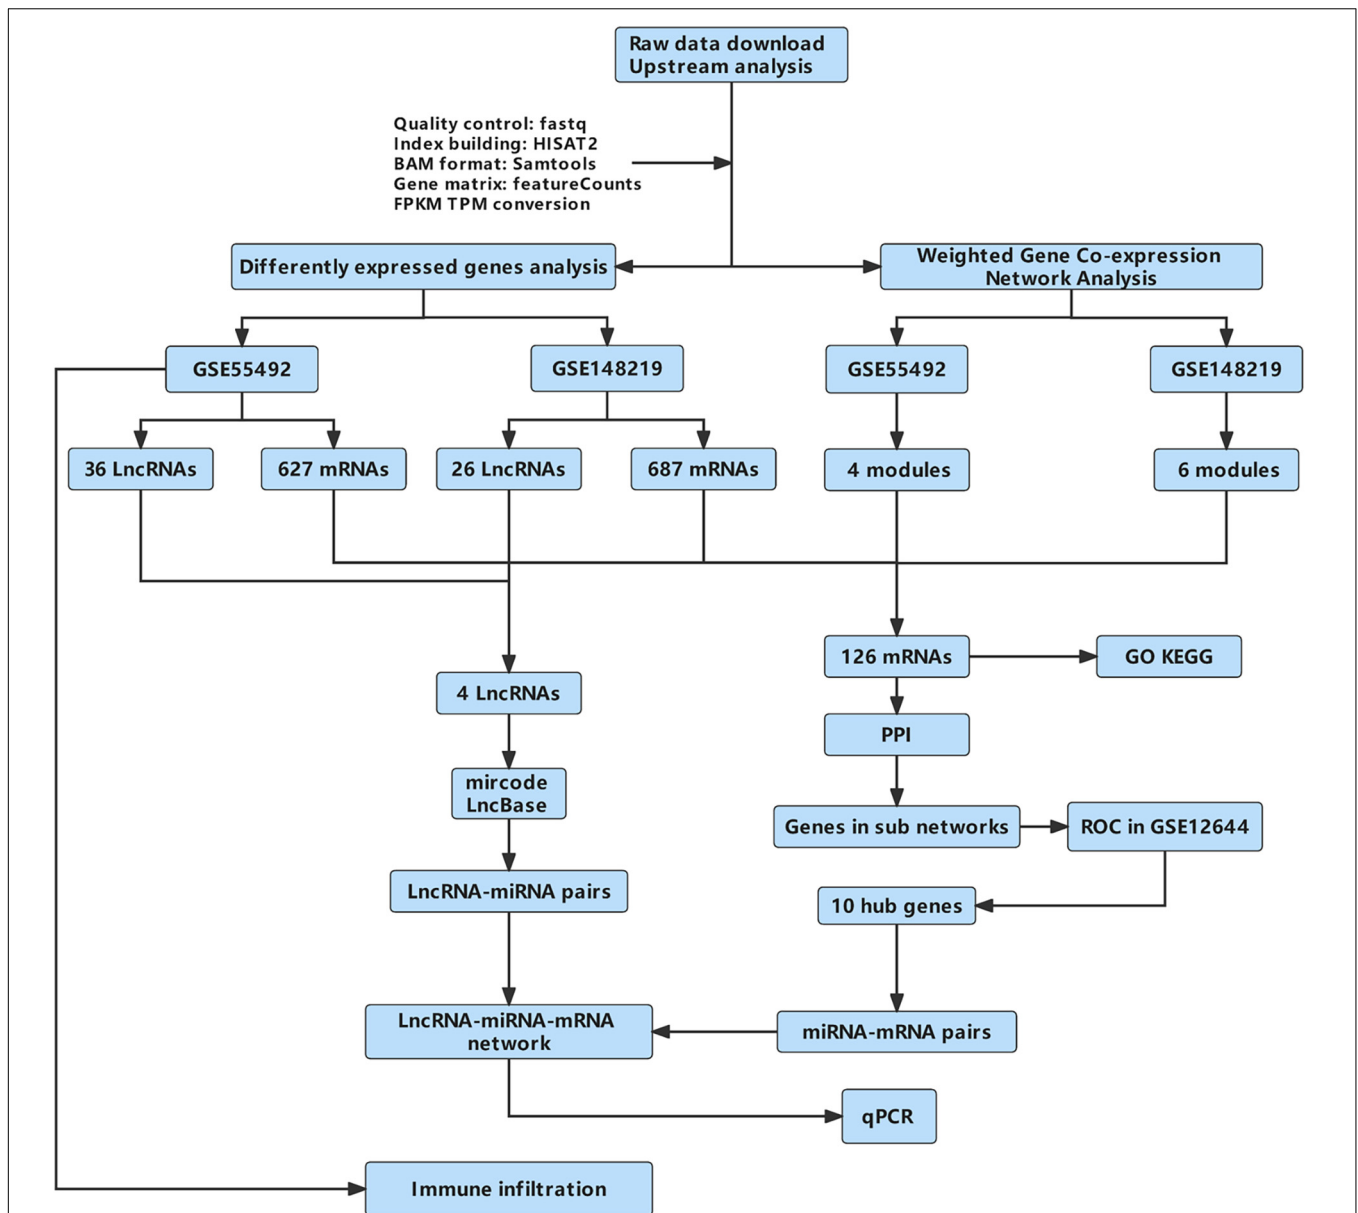 Raw data download
Upstream analysis
Quality control: fastq
Index building: HISAT2
BAM format: Samtools
Gene matrix: featureCounts
FPKM TPM conversion
Differently expressed genes analysis
Weighted Gene Co-expression
Network Analysis
GSE55492
GSE148219
GSE55492
GSE148219
36 LncRNAs
627 mRNAs
26 LncRNAs
687 mRNAs
4 modules
6 modules
126 mRNAs
GO KEGG
4 LncRNAs
PPI
mircode
LncBase
Genes in sub networks
ROC in GSE12644
LncRNA-miRNA pairs
10 hub genes
LncRNA-miRNA-mRNA
network
miRNA-mRNA pairs
qPCR
Immune infiltration